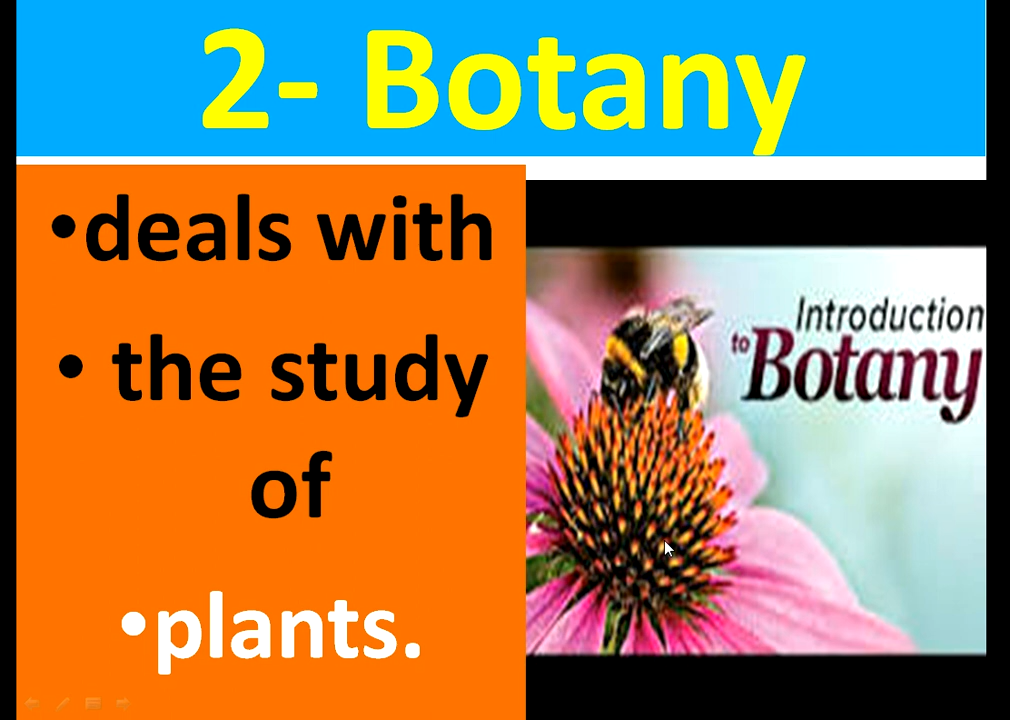 2- Botany
•deals with
• the study
of
•plants.
Introduction
to Botany